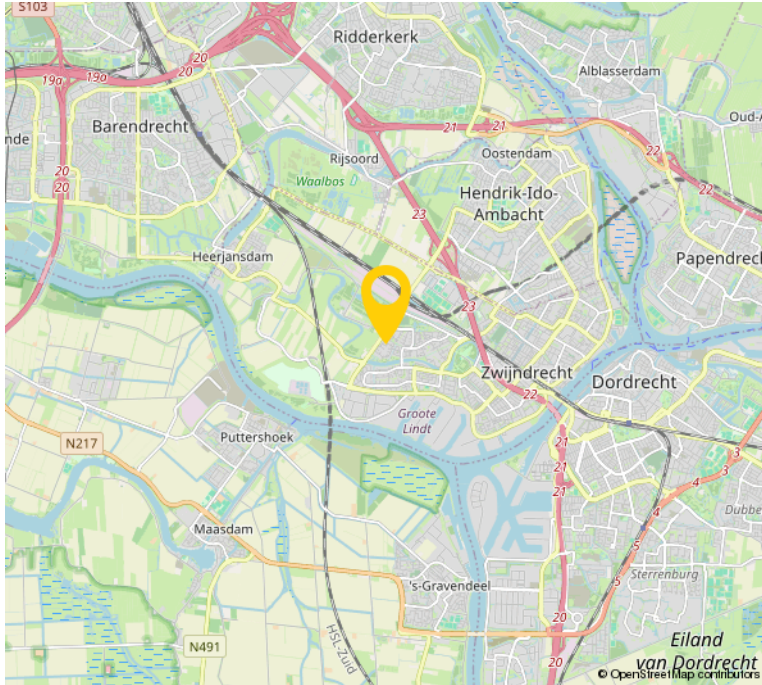 S103
Ridderkerk
20
20
19a
19a
20
Alblasserdam
Oud-A
Barendrecht
21
21
nde
Rijsoord
Oostendam
22
22
20
20
Waalbos
Hendrik-Ido-
Ambacht
23
Heerjansdam
Papendrech
23
Zwijndrecht
22
Dordrecht
Groote
Lindt
N217
Puttershoek
21
21
21
3
3
4
4
Dubbe
Maasdam
5
5
Sterrenburg
's-Gravendeel
20
20
HSL-Zuid
N491
Eiland
van Dordrecht
© OpenStreetMap contributors